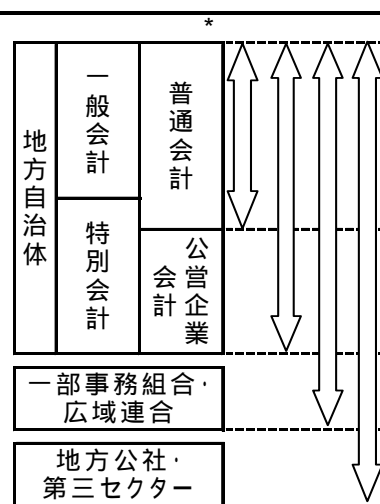 *
地方自治体
一般会計
特別会計
普通会計
公営企業
会計
一部事務組合・
広域連合
地方公社・
第三セクター